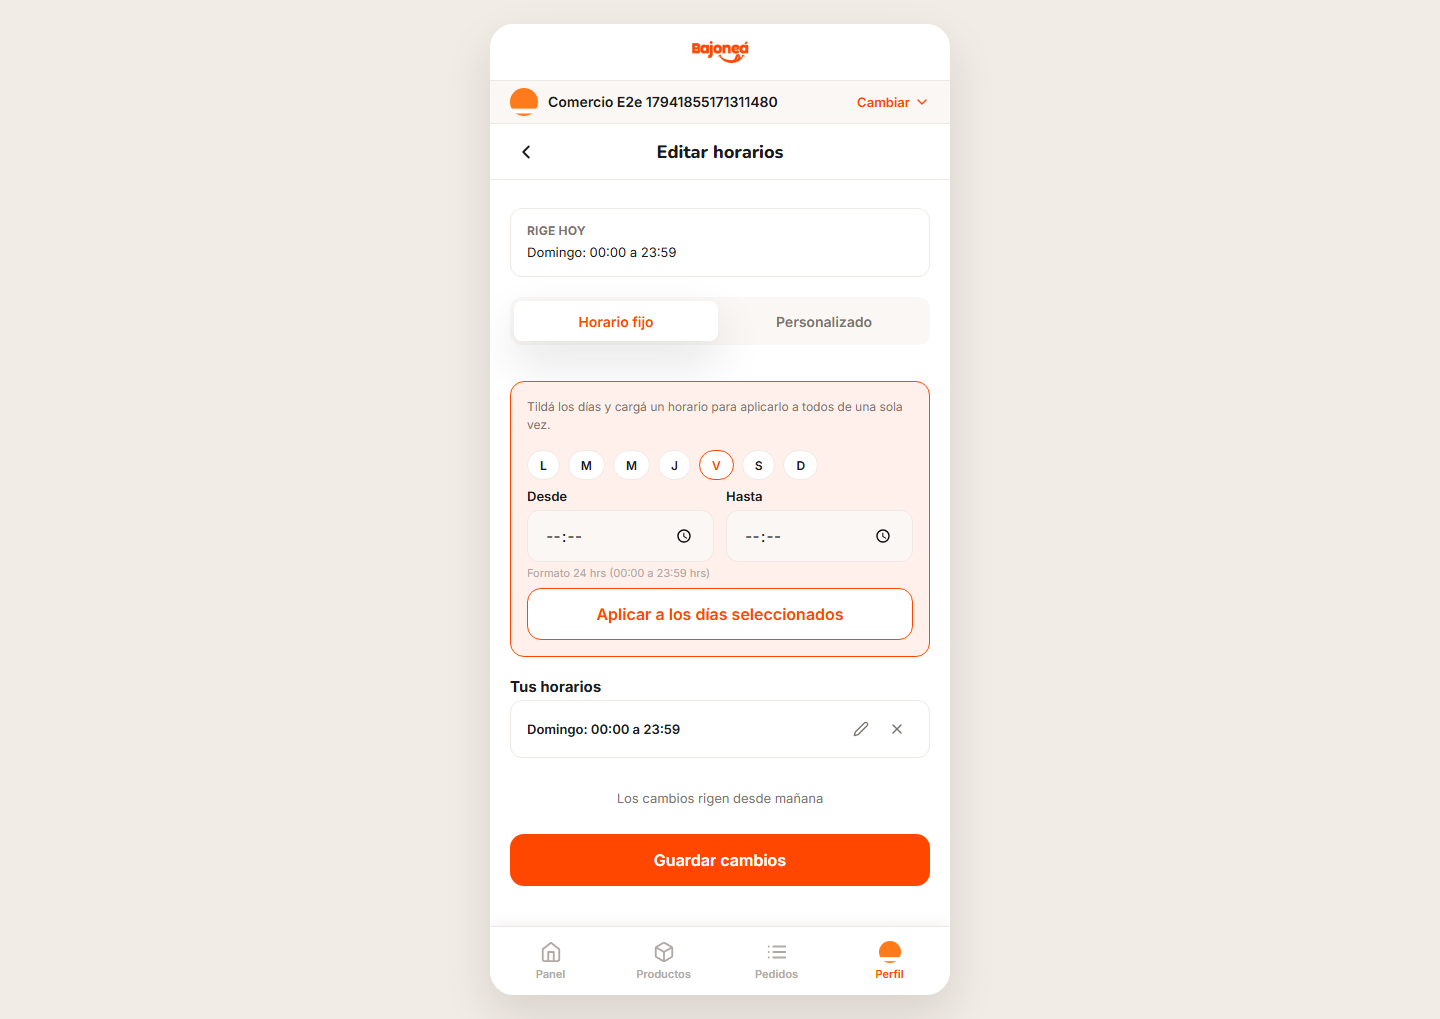 Bajoneá
Comercio E2e 17941855171311480
Cambiar
Editar horarios
RIGE HOY
Domingo: 00:00 a 23:59
Horario fijo
Personalizado
Tildá los días y cargá un horario para aplicarlo a todos de una sola
vez.
L M M J V S D
Desde
Hasta
--:--
--:--
Formato 24 hrs (00:00 a 23:59 hrs)
Aplicar a los días seleccionados
Tus horarios
Domingo: 00:00 a 23:59
Los cambios rigen desde mañana
Guardar cambios
Panel
Productos
Pedidos
Perfil